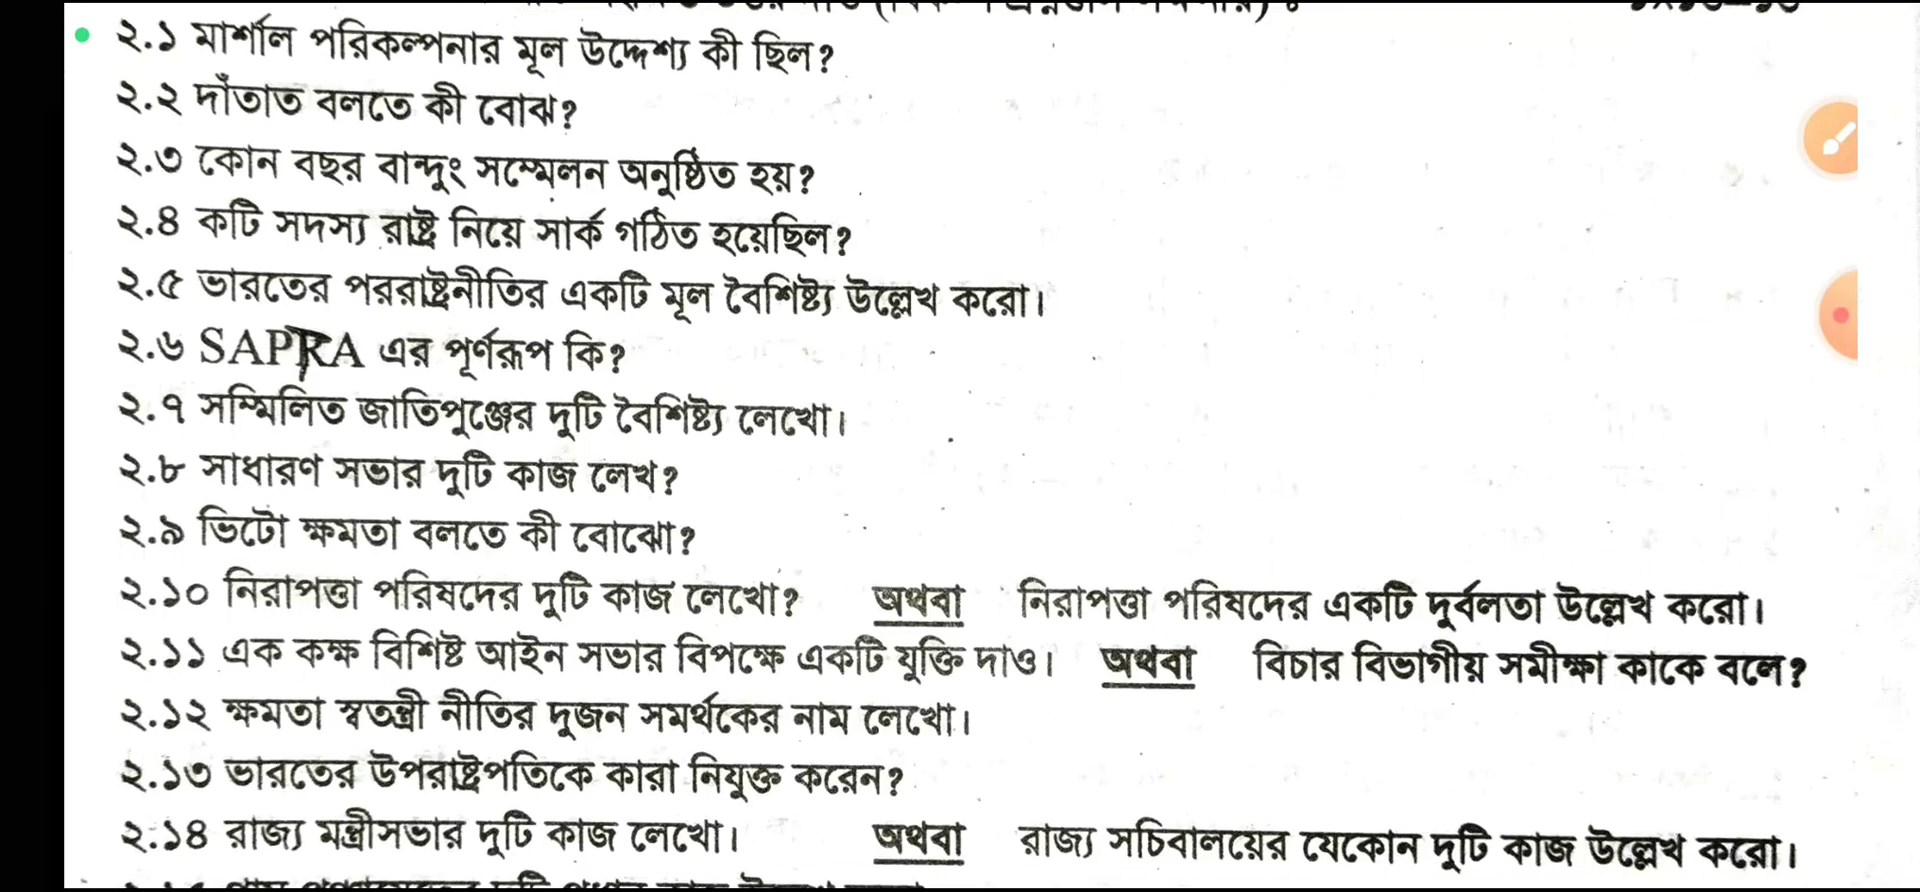 ২.১ মার্শাল পরিকল্পনার মূল উদ্দেশ্য কী ছিল?
২.২ দাঁতাত বলতে কী বোঝ?
২.৩ কোন বছর বান্দুং সম্মেলন অনুষ্ঠিত হয়?
২.৪ কটি সদস্য রাষ্ট্র নিয়ে সার্ক গঠিত হয়েছিল?
২.৫ ভারতের পররাষ্ট্রনীতির একটি মূল বৈশিষ্ট্য উল্লেখ করো।
২.৬ SAPTA এর পূর্ণরূপ কি?
২.৭ সম্মিলিত জাতিপুঞ্জের দুটি বৈশিষ্ট্য লেখো।
২.৮ সাধারণ সভার দুটি কাজ লেখ?
২.৯ ভিটো ক্ষমতা বলতে কী বোঝো?
২.১০ নিরাপত্তা পরিষদের দুটি কাজ লেখো? অথবা নিরাপত্তা পরিষদের একটি দুর্বলতা উল্লেখ করো।
২.১১ এক কক্ষ বিশিষ্ট আইন সভার বিপক্ষে একটি যুক্তি দাও। অথবা বিচার বিভাগীয় সমীক্ষা কাকে বলে?
২.১২ ক্ষমতা স্বতন্ত্রী নীতির দুজন সমর্থকের নাম লেখো।
২.১৩ ভারতের উপরাষ্ট্রপতিকে কারা নিযুক্ত করেন?
২.১৪ রাজ্য মন্ত্রীসভার দুটি কাজ লেখো। অথবা রাজ্য সচিবালয়ের যেকোন দুটি কাজ উল্লেখ করো।